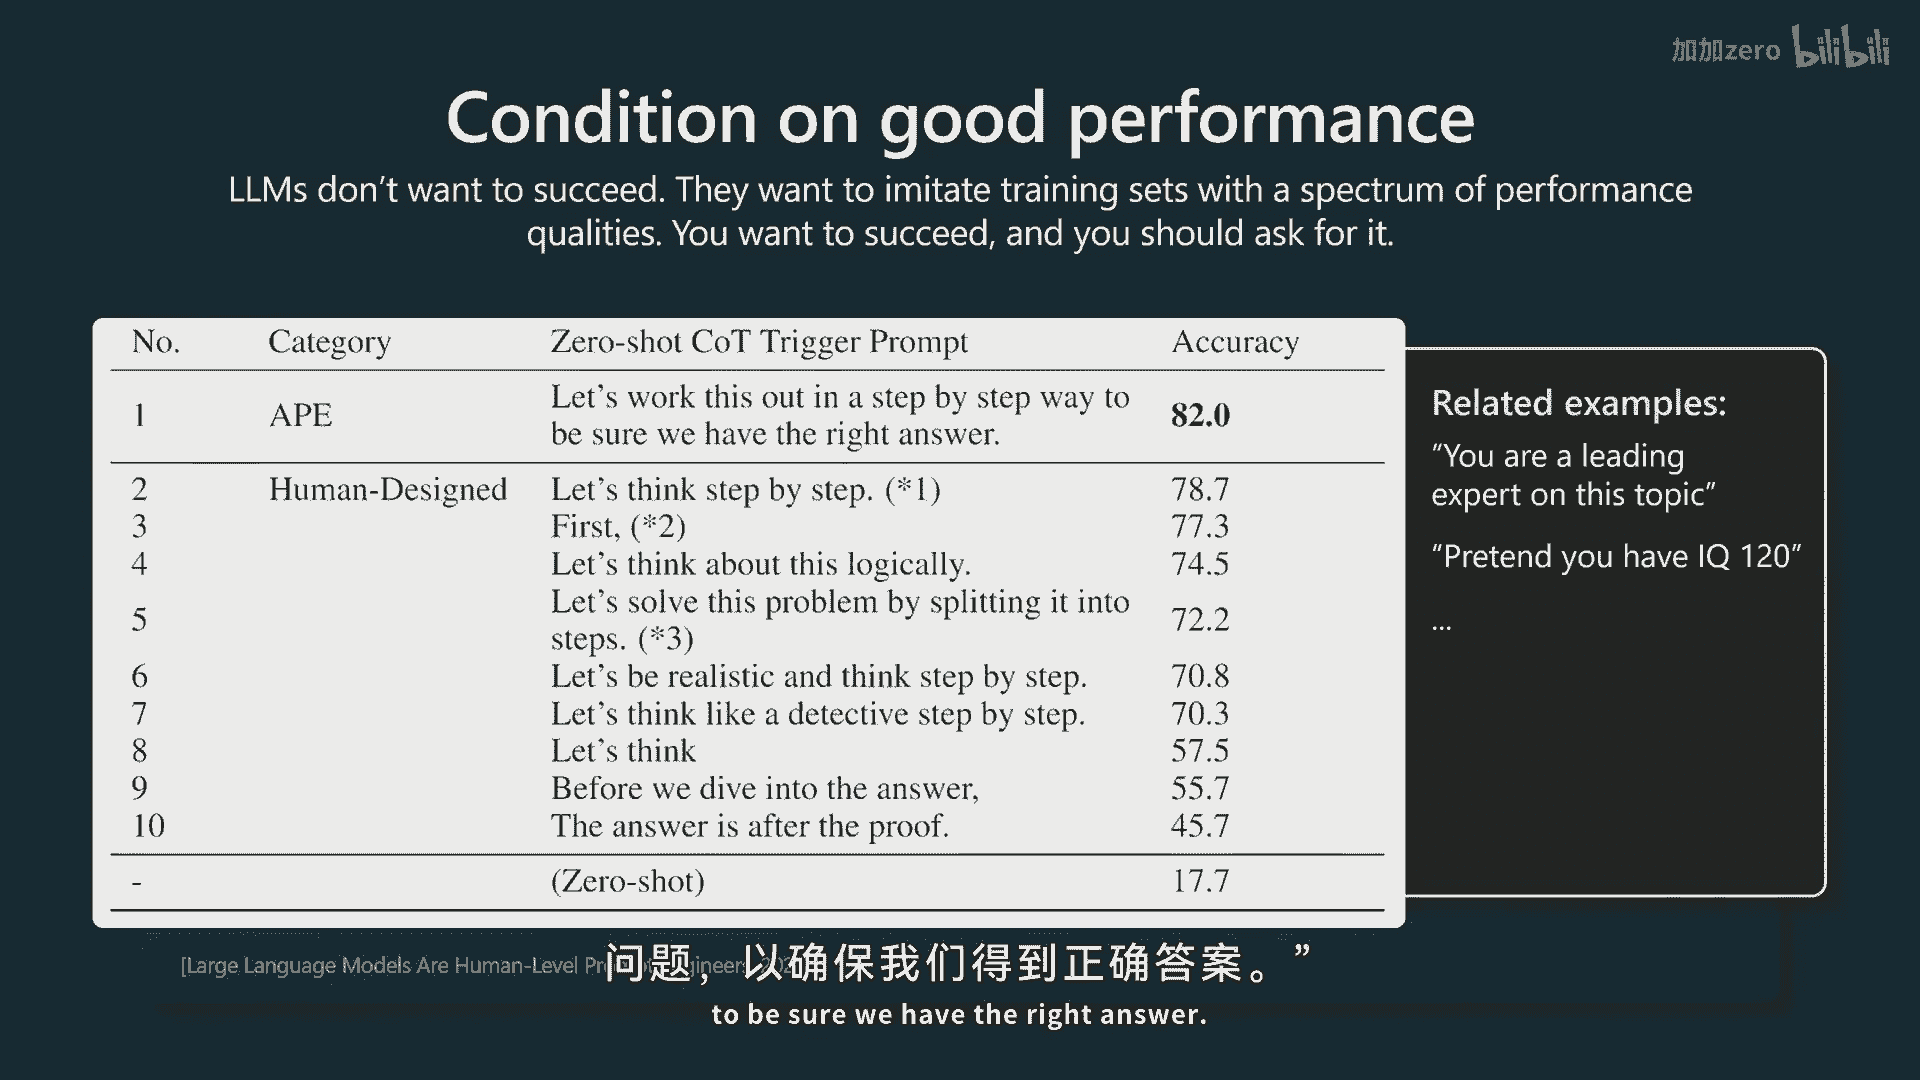 加加zero bilibili
Condition on good performance
LLMs don't want to succeed. They want to imitate training sets with a spectrum of performance
qualities. You want to succeed, and you should ask for it.
No. Category Zero-shot CoT Trigger Prompt Accuracy
1 APE Let's work this out in a step by step way to
be sure we have the right answer. 82.0
2 Human-Designed Let's think step by step. (*1) 78.7
3 First, (*2) 77.3
4 Let's think about this logically. 74.5
5 Let's solve this problem by splitting it into
steps. (*3) 72.2
6 Let's be realistic and think step by step. 70.8
7 Let's think like a detective step by step. 70.3
8 Let's think 57.5
9 Before we dive into the answer, 55.7
10 The answer is after the proof. 45.7
- (Zero-shot) 17.7
Related examples:
"You are a leading
expert on this topic"
"Pretend you have IQ 120"
...
[Large Language Models Are Human-Level
问题，以确保我们得到正确答案。”
to be sure we have the right answer.